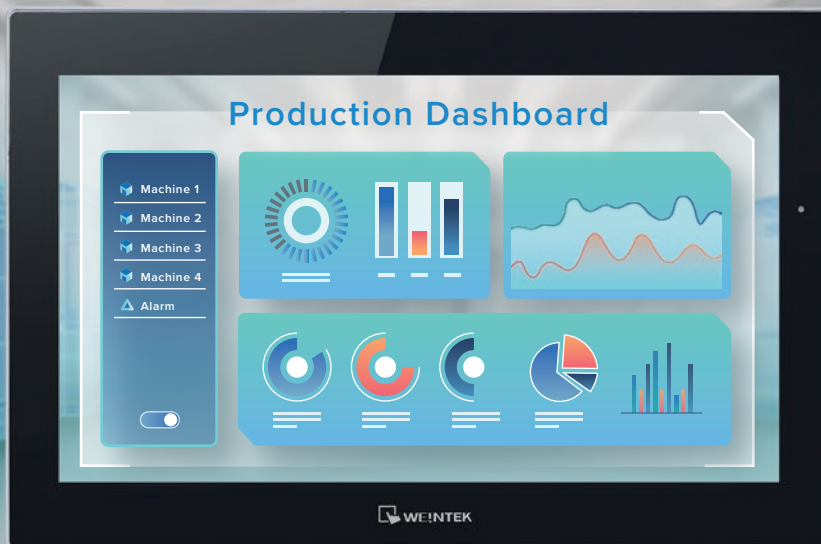 Production Dashboard
Machine 1
Machine 2
Machine 3
Machine 4
Alarm
WEINTEK